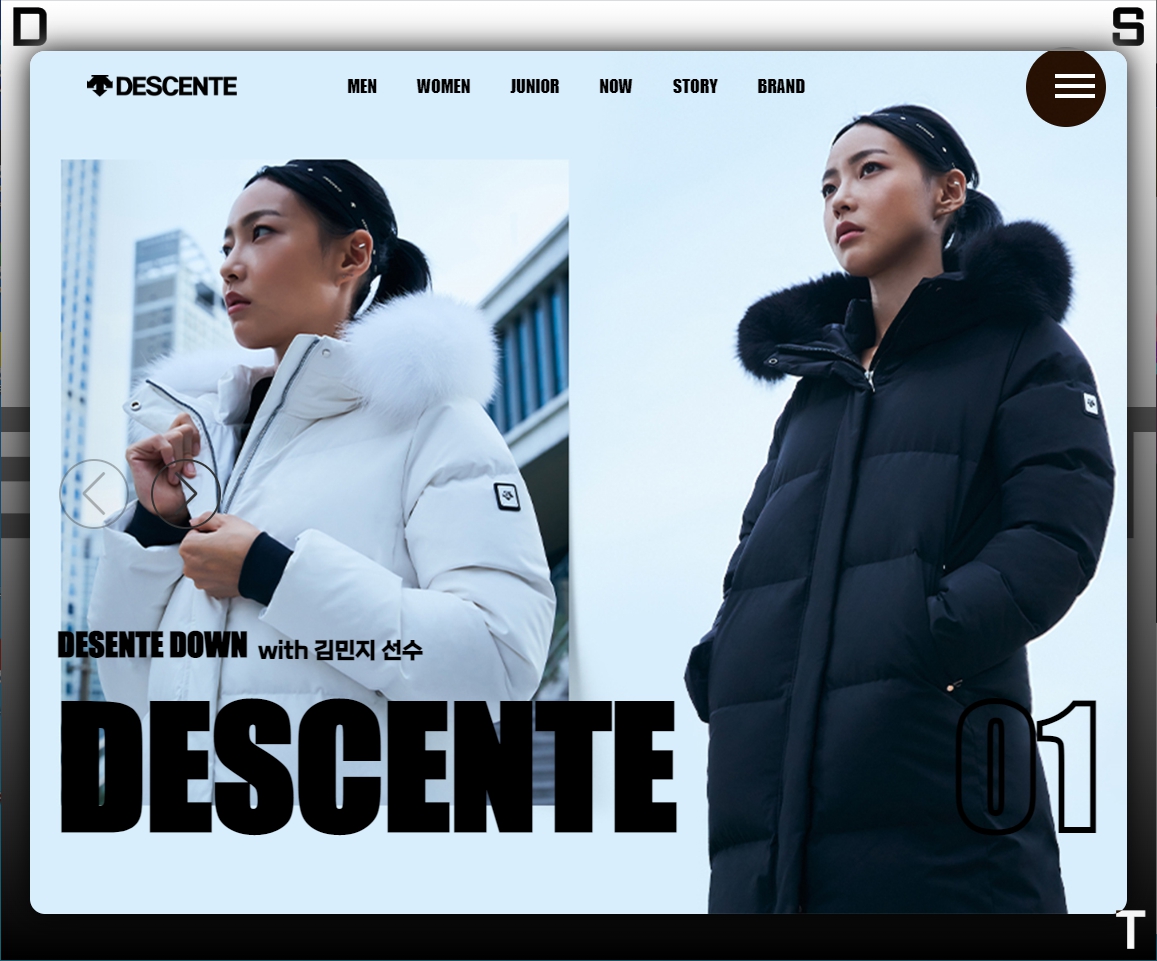 D
S
DESCENTE
MEN WOMEN JUNIOR NOW STORY BRAND
DESENTE DOWN with 김민지 선수
DESCENTE
01
T